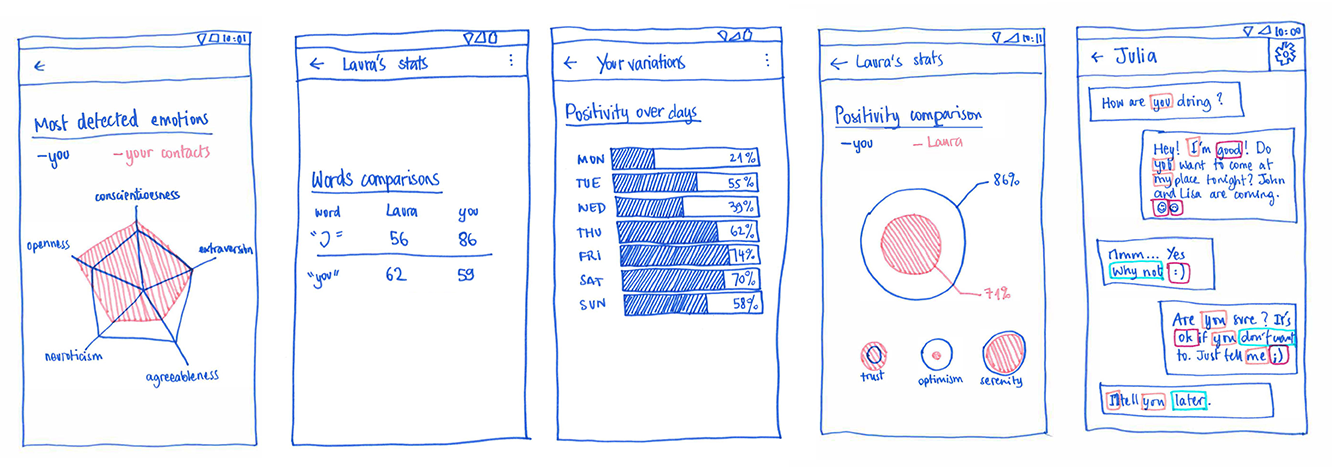 10:01
←
Most detected emotions
-you
-your contacts
conscientioesness
openness
extraversion
neuroticism
agreeableness
← Laura's stats
Words comparisons
word Laura you
"I" 56 86
"you" 62 59
← Your variations
Positivity over days
MON 21%
TUE 55%
WED 39%
THU 62%
FRI 74%
SAT 70%
SUN 58%
10:11
← Laura's stats
Positivity comparison
-you
- Laura
86%
71%
trust
optimism
serenity
10:00
← Julia
How are you doing ?
Hey! I'm good! Do
you want to come at
my place tonight? John
and Lisa are coming.
Mmm... Yes
why not :)
Are you sure? It's
ok if you don't want
to. Just tell me ;)
I'll tell you later.